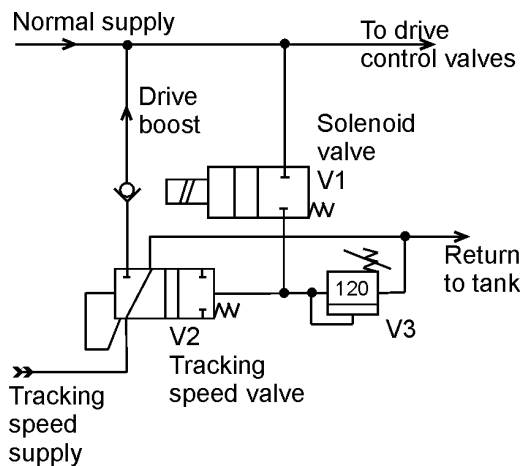 Normal supply
To drive
control valves
Drive
boost
Solenoid
valve
V1
Return
to tank
120
V3
V2
Tracking
speed valve
Tracking
speed
supply